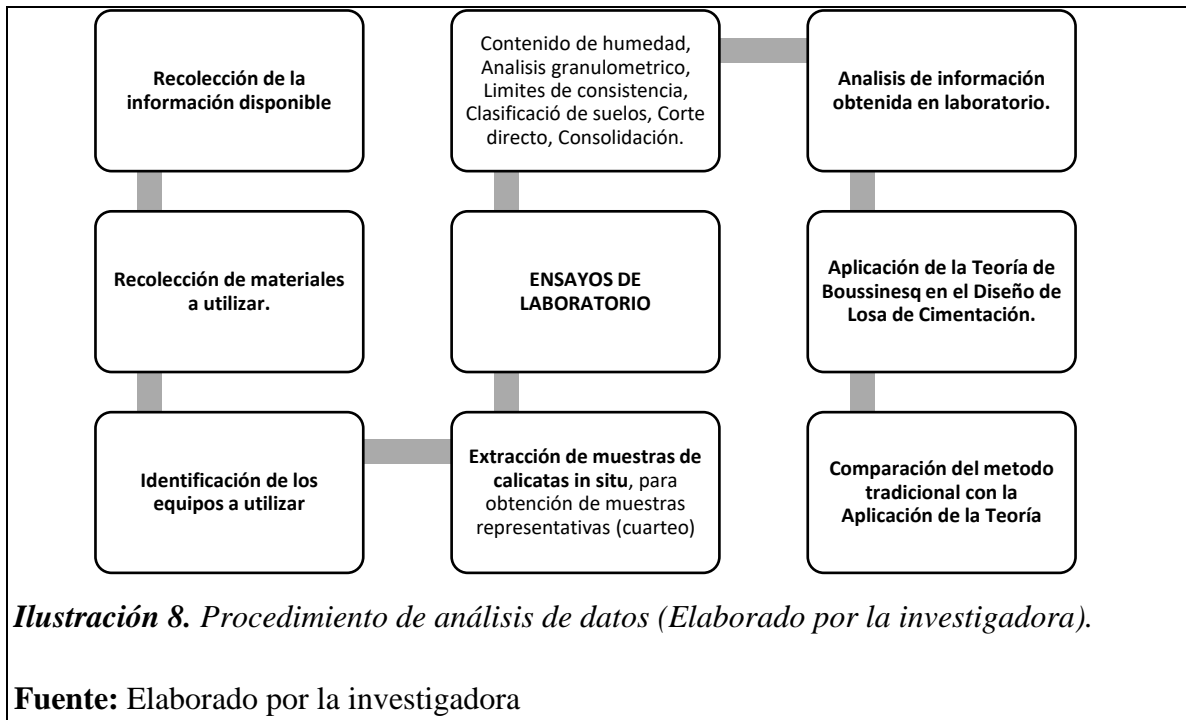 Recolección de la
información disponible
Recolección de materiales
a utilizar.
Identificación de los
equipos a utilizar
Extracción de muestras de
calicatas in situ, para
obtención de muestras
representativas (cuarteo)
ENSAYOS DE
LABORATORIO
Contenido de humedad,
Analisis granulometrico,
Limites de consistencia,
Clasificació de suelos, Corte
directo, Consolidación.
Analisis de información
obtenida en laboratorio.
Aplicación de la Teoría de
Boussinesq en el Diseño de
Losa de Cimentación.
Comparación del metodo
tradicional con la
Aplicación de la Teoría
Ilustración 8. Procedimiento de análisis de datos (Elaborado por la investigadora).
Fuente: Elaborado por la investigadora